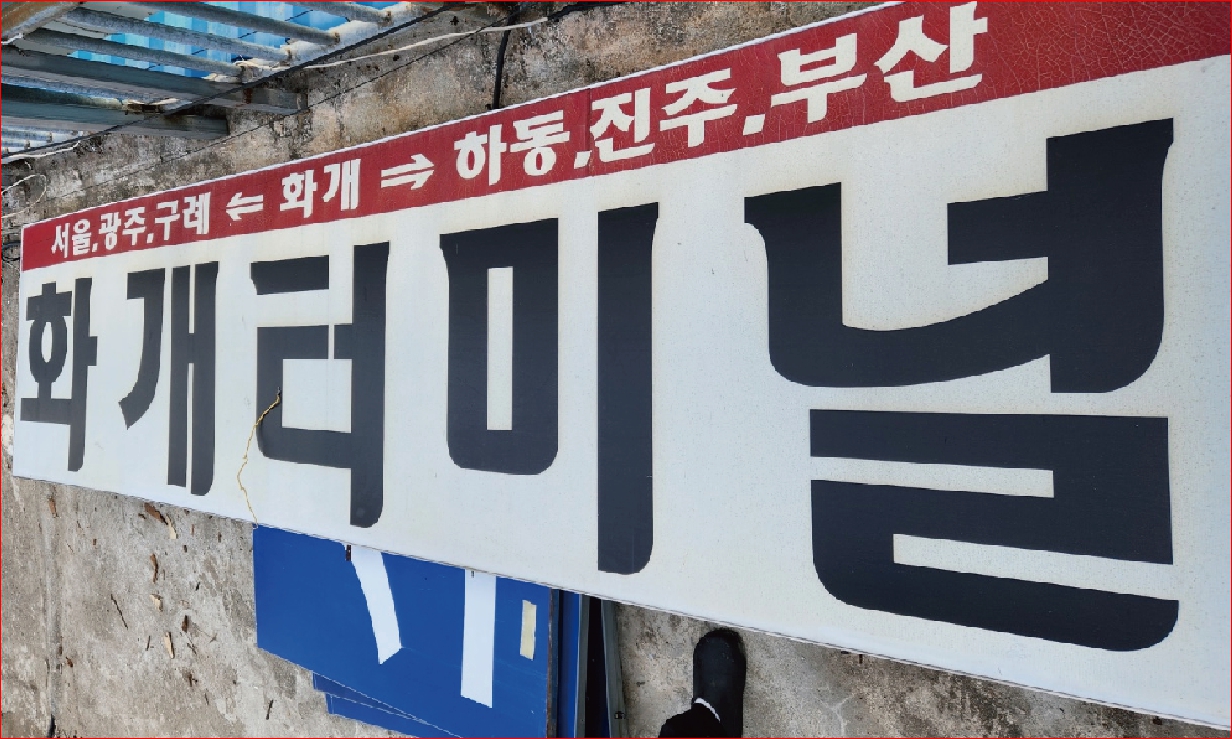 서울,광주,구례 ⇐ 화개 ⇒ 하동,진주,부산
화개터미널